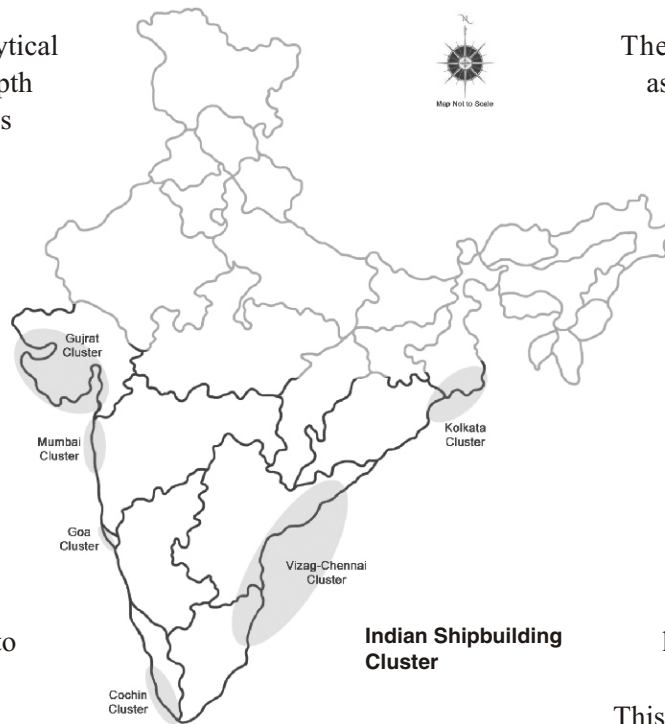 ytical
pth
s
N
Map Not to Scale
The
as
Gujrat
Cluster
Mumbai
Cluster
Kolkata
Cluster
Goa
Cluster
Vizag-Chennai
Cluster
to
Indian Shipbuilding
Cluster
Cochin
Cluster
This